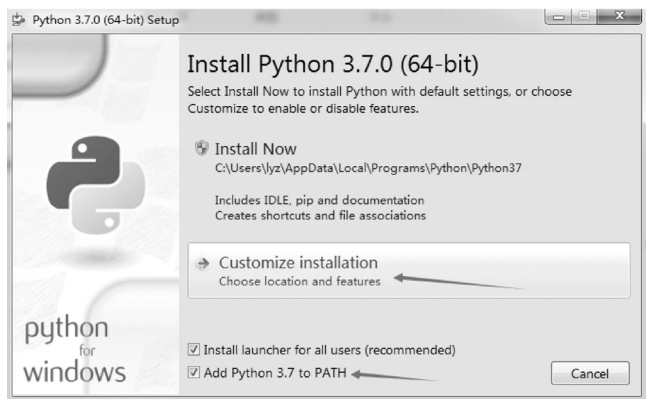 Python 3.7.0 (64-bit) Setup
Install Python 3.7.0 (64-bit)
Select Install Now to install Python with default settings, or choose
Customize to enable or disable features.
Install Now
C:\Users\lyz\AppData\Local\Programs\Python\Python37
Includes IDLE, pip and documentation
Creates shortcuts and file associations
Customize installation
Choose location and features
python
for
windows
Install launcher for all users (recommended)
Add Python 3.7 to PATH
Cancel